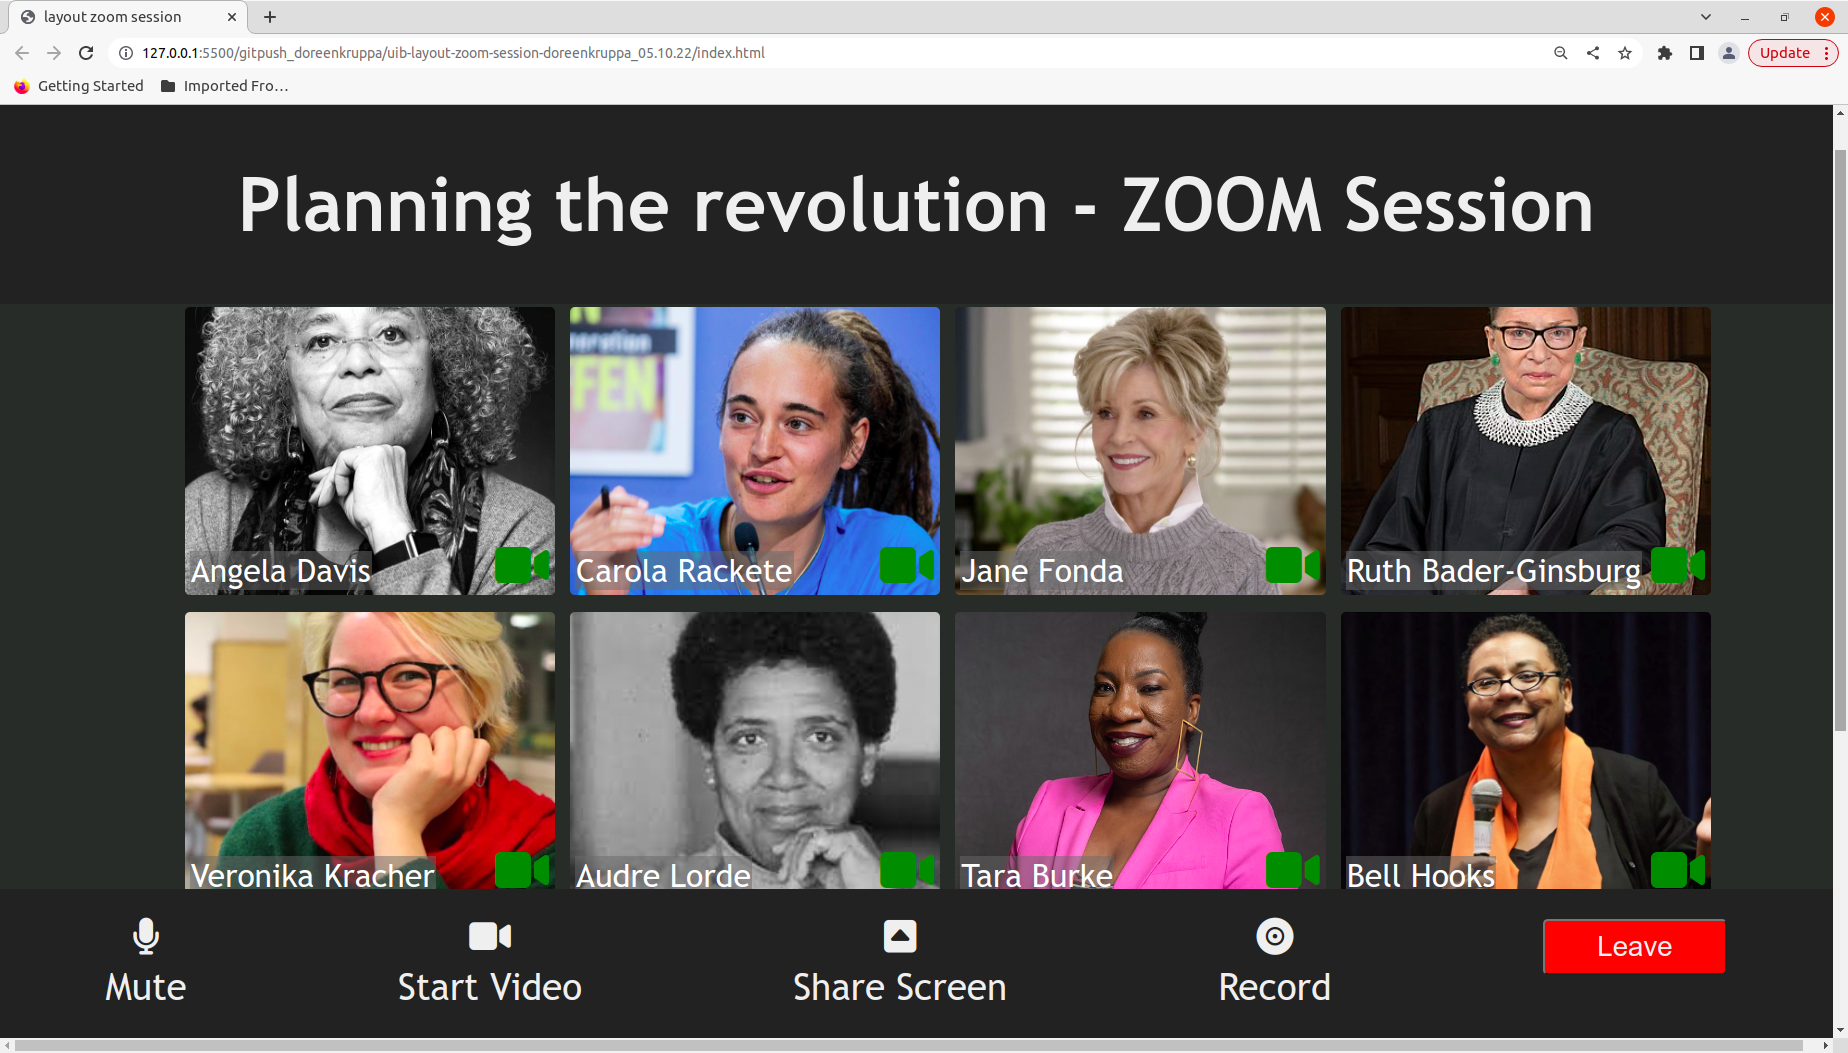 layout zoom session
127.0.0.1:5500/gitpush_doreenkruppa/uib-layout-zoom-session-doreenkruppa_05.10.22/index.html
Update
Getting Started
Imported Fro…
Planning the revolution - ZOOM Session
Angela Davis
Carola Rackete
Jane Fonda
Ruth Bader-Ginsburg
Veronika Kracher
Audre Lorde
Tara Burke
Bell Hooks
Mute
Start Video
Share Screen
Record
Leave